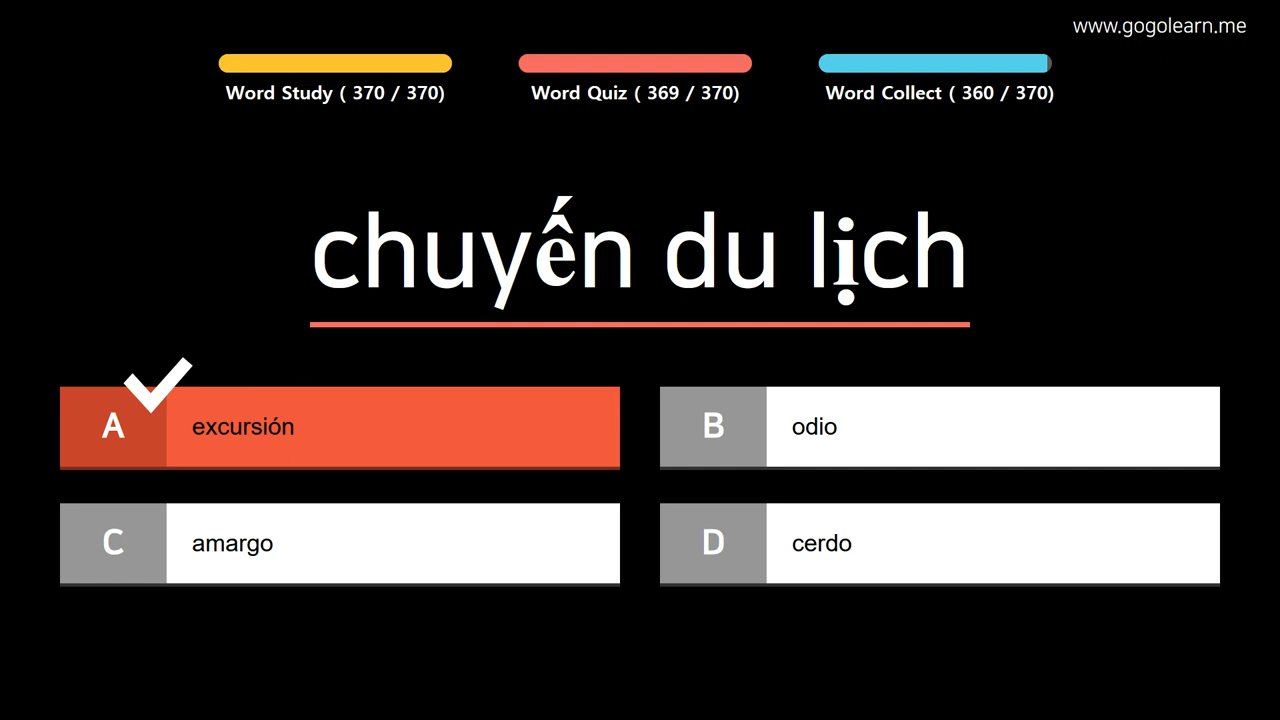 www.gogolearn.me
Word Study ( 370 / 370)
Word Quiz ( 369 / 370)
Word Collect ( 360 / 370)
chuyến du lịch
A excursión
B odio
C amargo
D cerdo